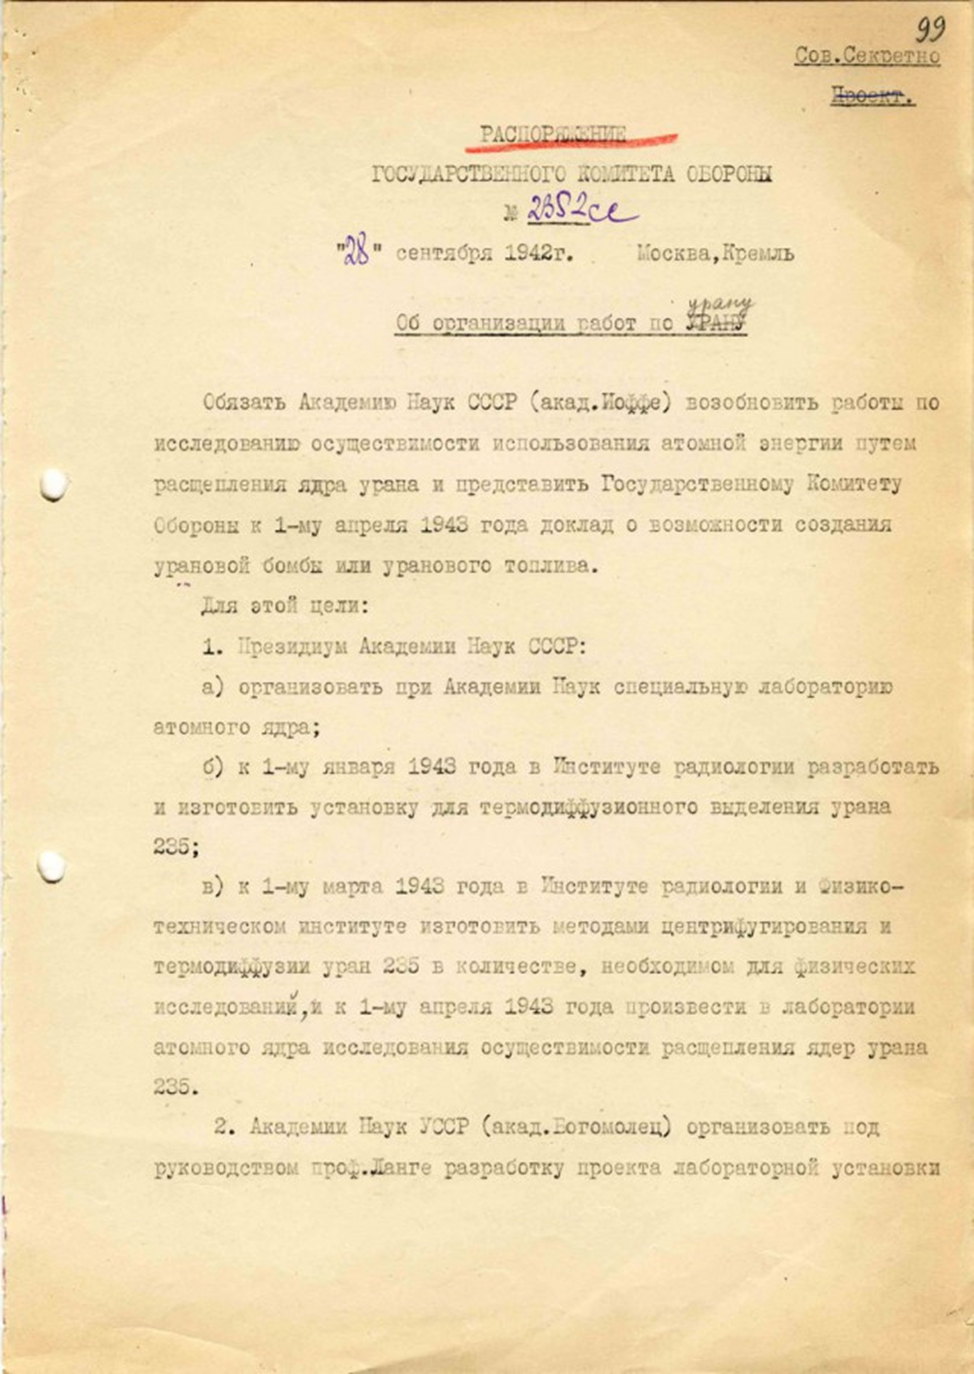 99
Сов.Секретно
Проект.
РАСПОРЯЖЕНИЕ
ГОСУДАРСТВЕННОГО КОМИТЕТА ОБОРОНЫ
№ 2352сс
"28" сентября 1942г. Москва,Кремль
урану
Об организации работ по УРАНУ
Обязать Академию Наук СССР (акад.Иоффе) возобновить работы по
исследованию осуществимости использования атомной энергии путем
расщепления ядра урана и представить Государственному Комитету
Обороны к 1-му апреля 1943 года доклад о возможности создания
урановой бомбы или уранового топлива.
Для этой цели:
1. Президиум Академии Наук СССР:
а) организовать при Академии Наук специальную лабораторию
атомного ядра;
б) к 1-му января 1943 года в Институте радиологии разработать
и изготовить установку для термодиффузионного выделения урана
235;
в) к 1-му марта 1943 года в Институте радиологии и Физико-
техническом институте изготовить методами центрифугирования и
термодиффузии уран 235 в количестве, необходимом для физических
исследований, и к 1-му апреля 1943 года произвести в лаборатории
атомного ядра исследования осуществимости расщепления ядер урана
235.
2. Академии Наук УССР (акад.Богомолец) организовать под
руководством проф.Ланге разработку проекта лабораторной установки